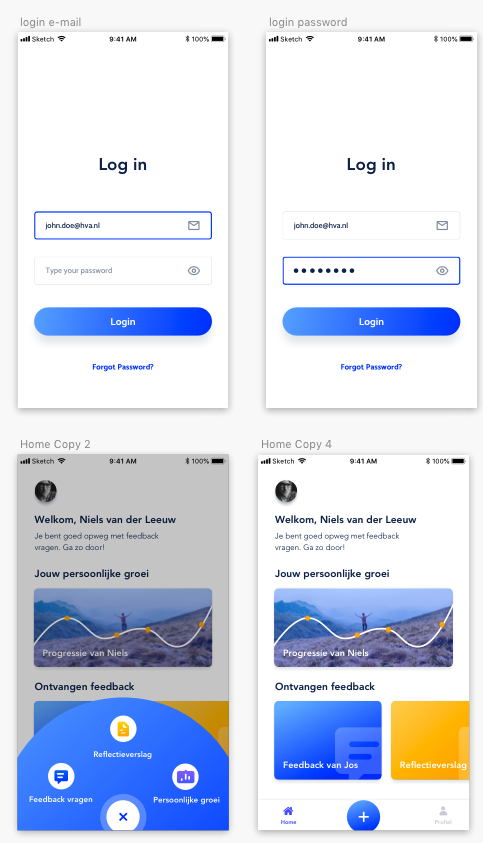 login e-mail
Sketch
9:41 AM
100%
Log in
john.doe@hva.nl
Type your password
Login
Forgot Password?
login password
Sketch
9:41 AM
100%
Log in
john.doe@hva.nl
Login
Forgot Password?
Home Copy 2
Sketch
9:41 AM
100%
Welkom, Niels van der Leeuw
Je bent goed opweg met feedback
vragen. Ga zo door!
Jouw persoonlijke groei
Progressie van Niels
Ontvangen feedback
Reflectieverslag
Feedback vragen
Persoonlijke groei
Home Copy 4
Sketch
9:41 AM
100%
Welkom, Niels van der Leeuw
Je bent goed opweg met feedback
vragen. Ga zo door!
Jouw persoonlijke groei
Progressie van Niels
Ontvangen feedback
Feedback van Jos
Reflectieverslag
Home
Profiel